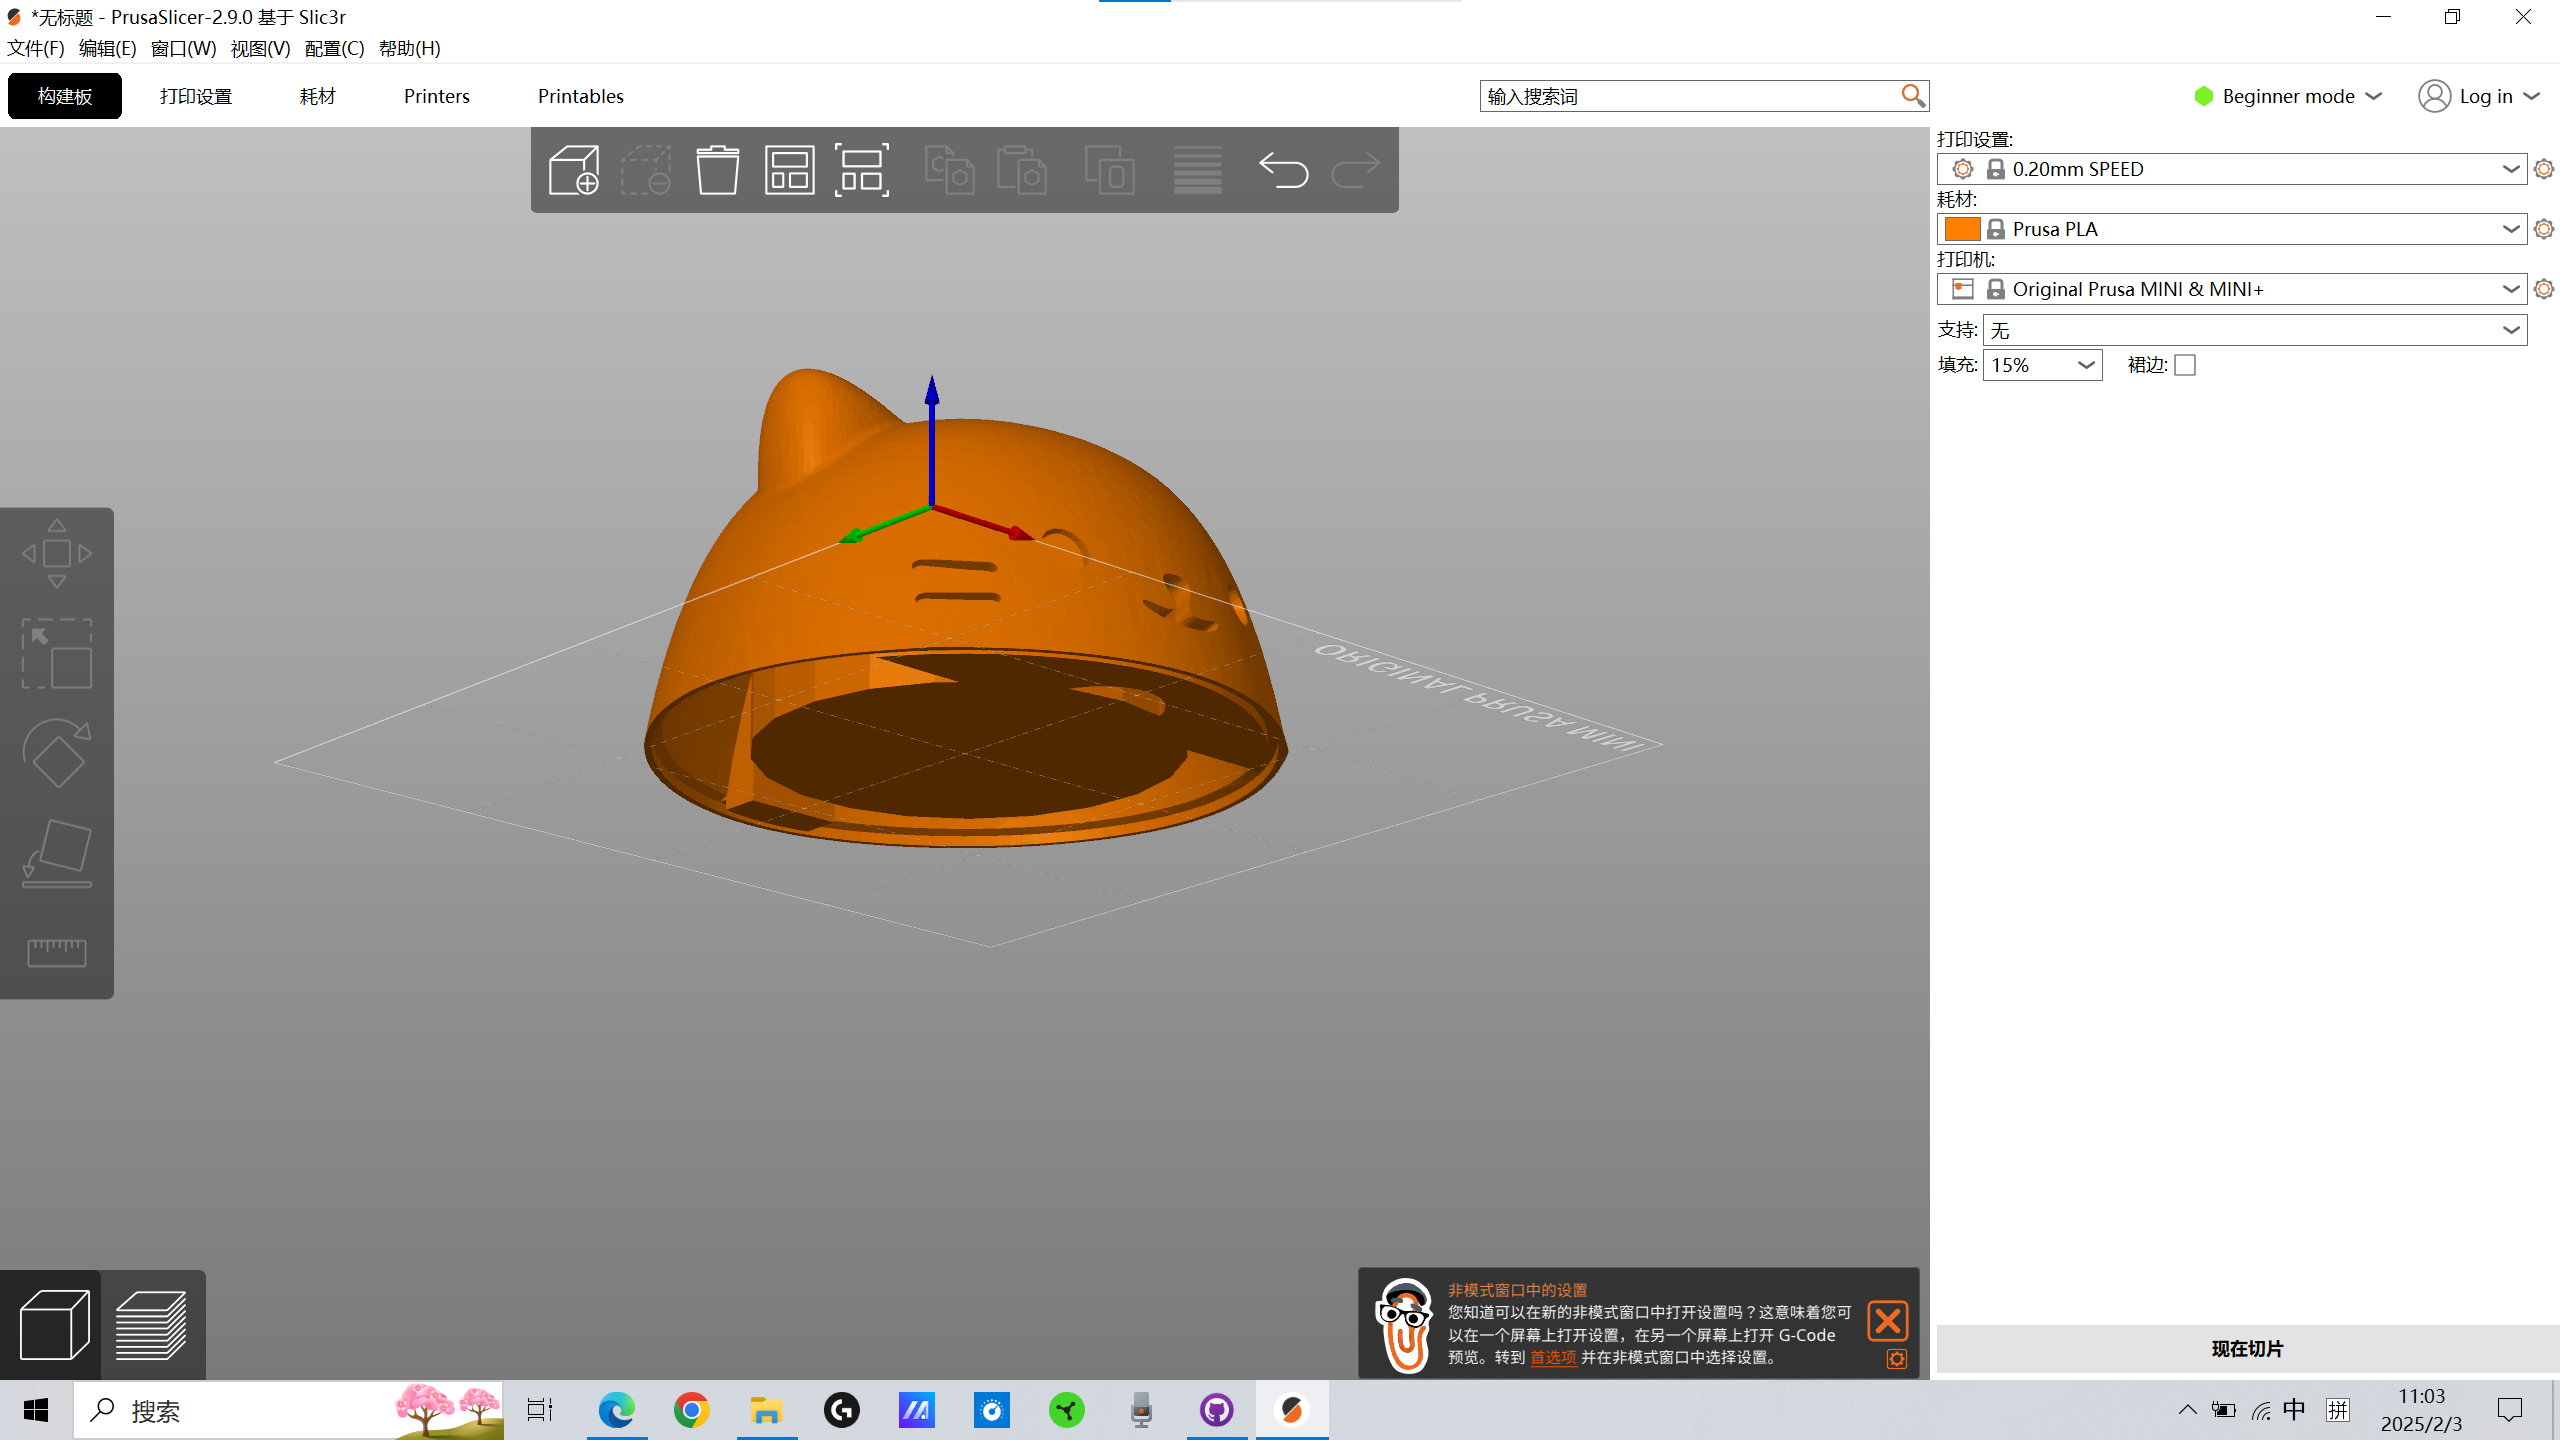 *无标题 - PrusaSlicer-2.9.0 基于 Slic3r
文件(F) 编辑(E) 窗口(W) 视图(V) 配置(C) 帮助(H)
构建板 打印设置 耗材 Printers Printables 输入搜索词 Beginner mode Log in
打印设置:
0.20mm SPEED
耗材:
Prusa PLA
打印机:
Original Prusa MINI & MINI+
支持: 无
填充: 15% 裙边:
ORIGINAL PRUSA MINI
非模式窗口中的设置
您知道可以在新的非模式窗口中打开设置吗？这意味着您可
以在一个屏幕上打开设置，在另一个屏幕上打开 G-Code
预览。转到 首选项 并在非模式窗口中选择设置。
现在切片
搜索
中 拼
11:03
2025/2/3